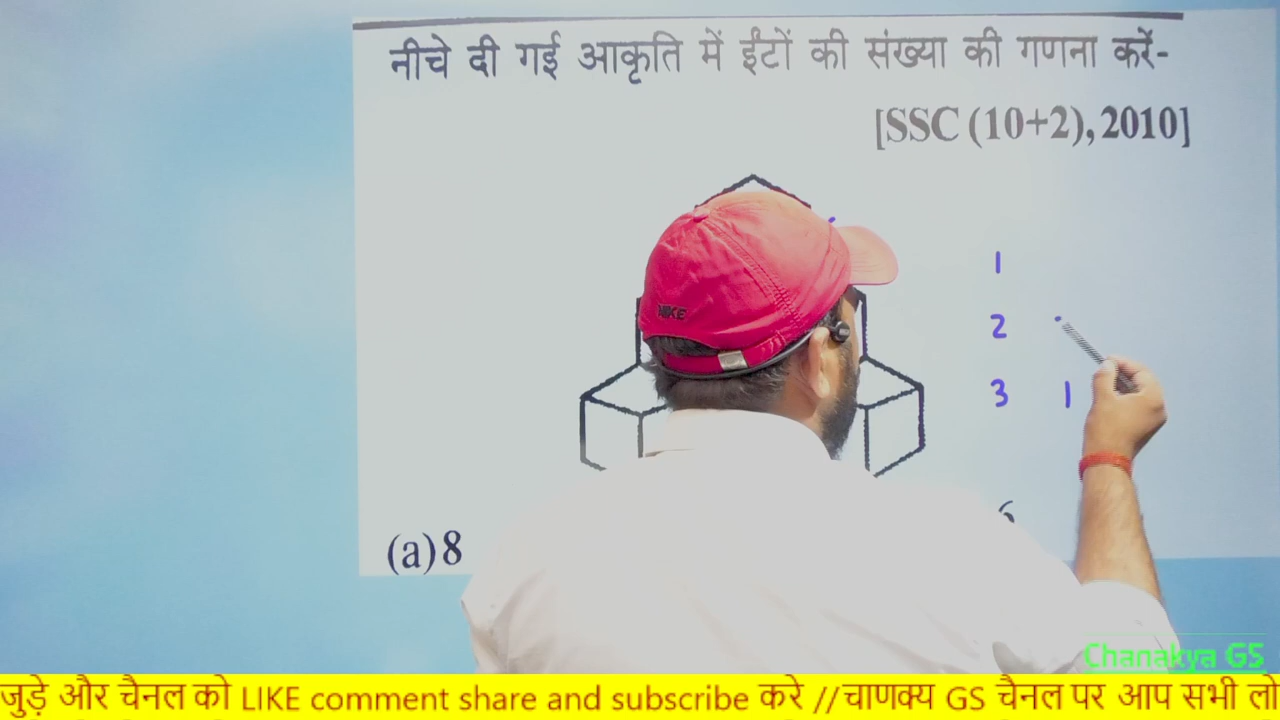 नीचे दी गई आकृति में ईंटों की संख्या की गणना करें-
[SSC (10+2), 2010]
NIKE
1
2
3 1
(a) 8
Chanakya GS
जुड़े और चैनल को LIKE comment share and subscribe करे // चाणक्य GS चैनल पर आप सभी लो